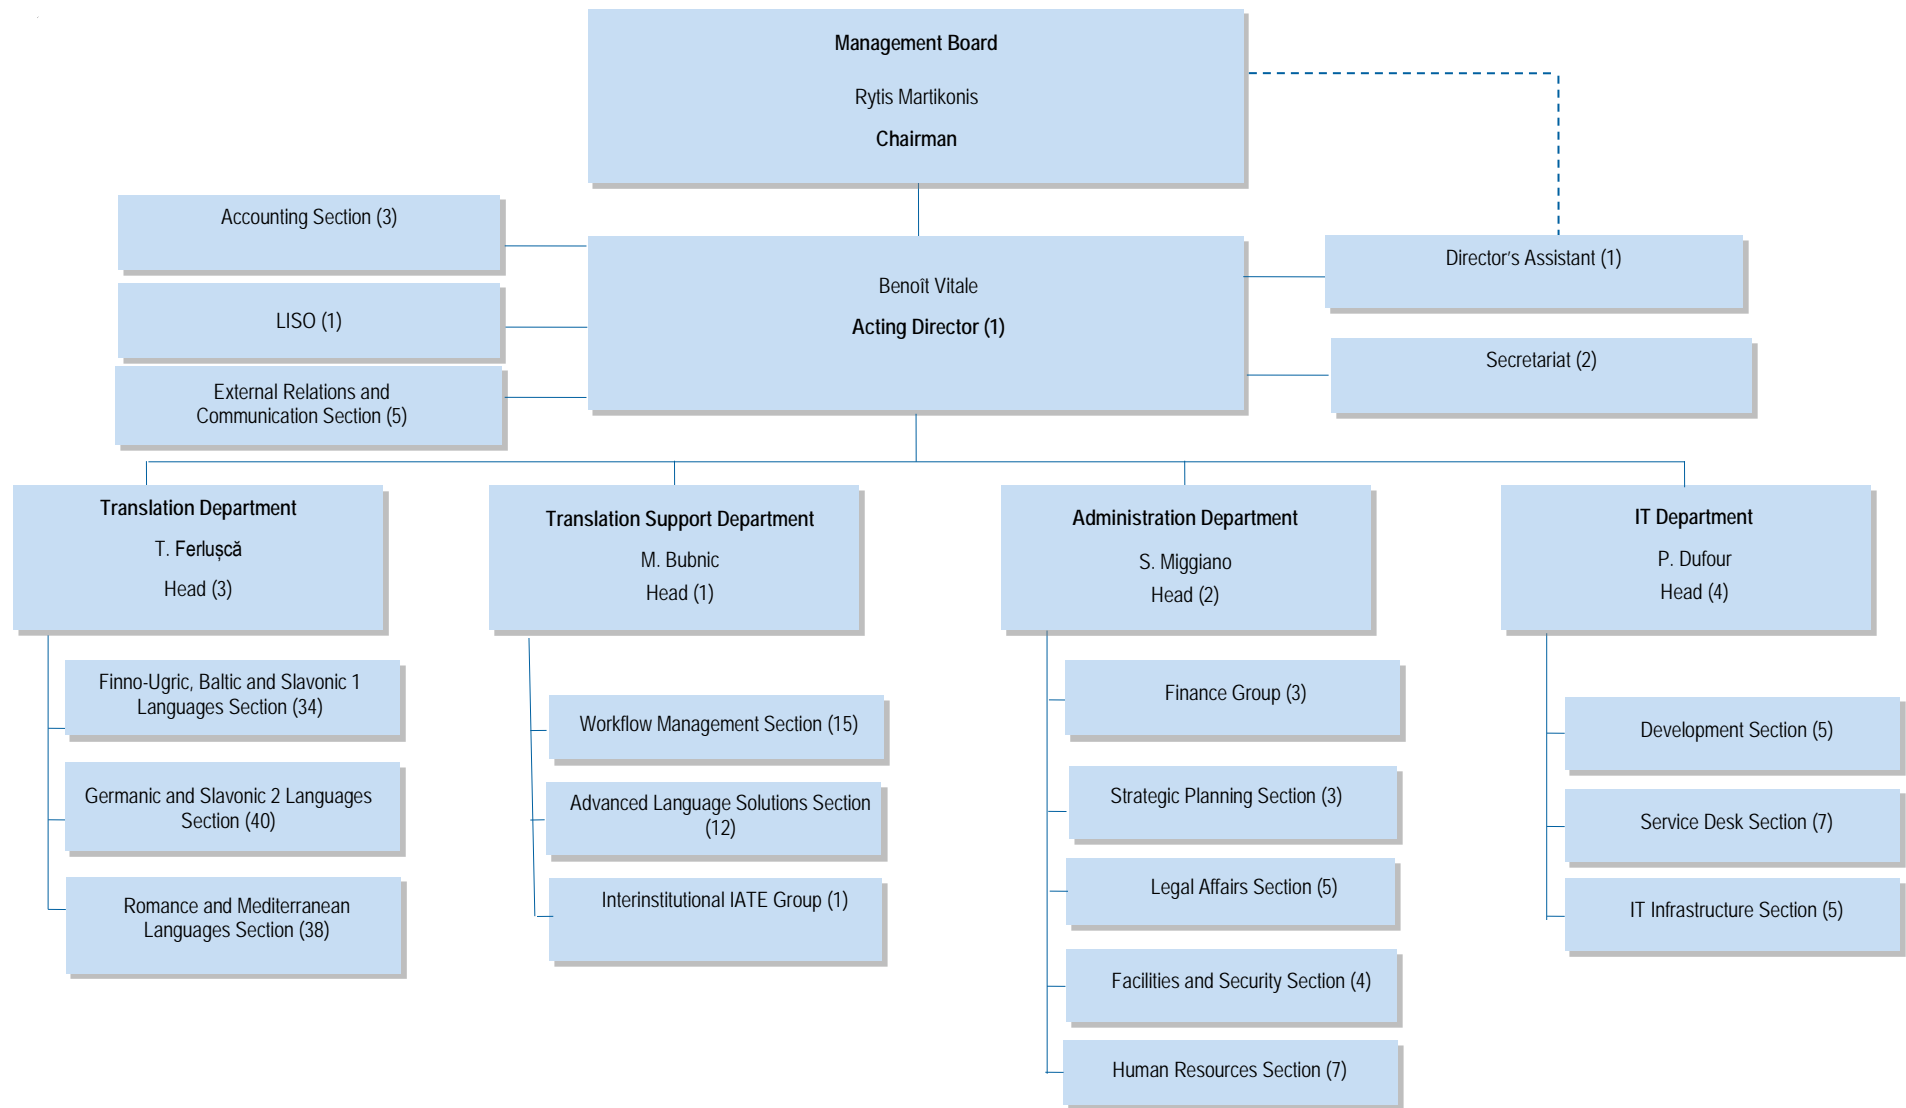 Management Board
Rytis Martikonis
Chairman
Accounting Section (3)
LISO (1)
External Relations and
Communication Section (5)
Benoît Vitale
Acting Director (1)
Director's Assistant (1)
Secretariat (2)
Translation Department
T. Ferlușcă
Head (3)
Finno-Ugric, Baltic and Slavonic 1
Languages Section (34)
Germanic and Slavonic 2 Languages
Section (40)
Romance and Mediterranean
Languages Section (38)
Translation Support Department
M. Bubnic
Head (1)
Workflow Management Section (15)
Advanced Language Solutions Section
(12)
Interinstitutional IATE Group (1)
Administration Department
S. Miggiano
Head (2)
Finance Group (3)
Strategic Planning Section (3)
Legal Affairs Section (5)
Facilities and Security Section (4)
Human Resources Section (7)
IT Department
P. Dufour
Head (4)
Development Section (5)
Service Desk Section (7)
IT Infrastructure Section (5)